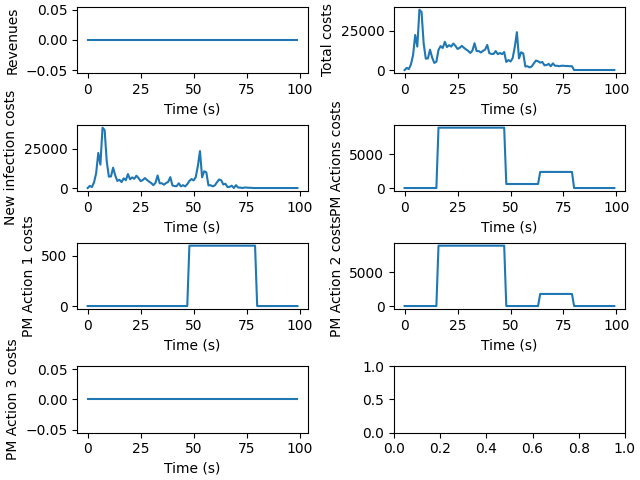 Revenues
0.05
0.00
−0.05
0 25 50 75 100
Time (s)
Total costs
25000
0
0 25 50 75 100
Time (s)
New infection costs
25000
0
0 25 50 75 100
Time (s)
PM Actions costs
5000
0
0 25 50 75 100
Time (s)
PM Action 1 costs
500
0
0 25 50 75 100
Time (s)
PM Action 2 costs
5000
0
0 25 50 75 100
Time (s)
PM Action 3 costs
0.05
0.00
−0.05
0 25 50 75 100
Time (s)
1.0
0.5
0.0
0.0 0.2 0.4 0.6 0.8 1.0